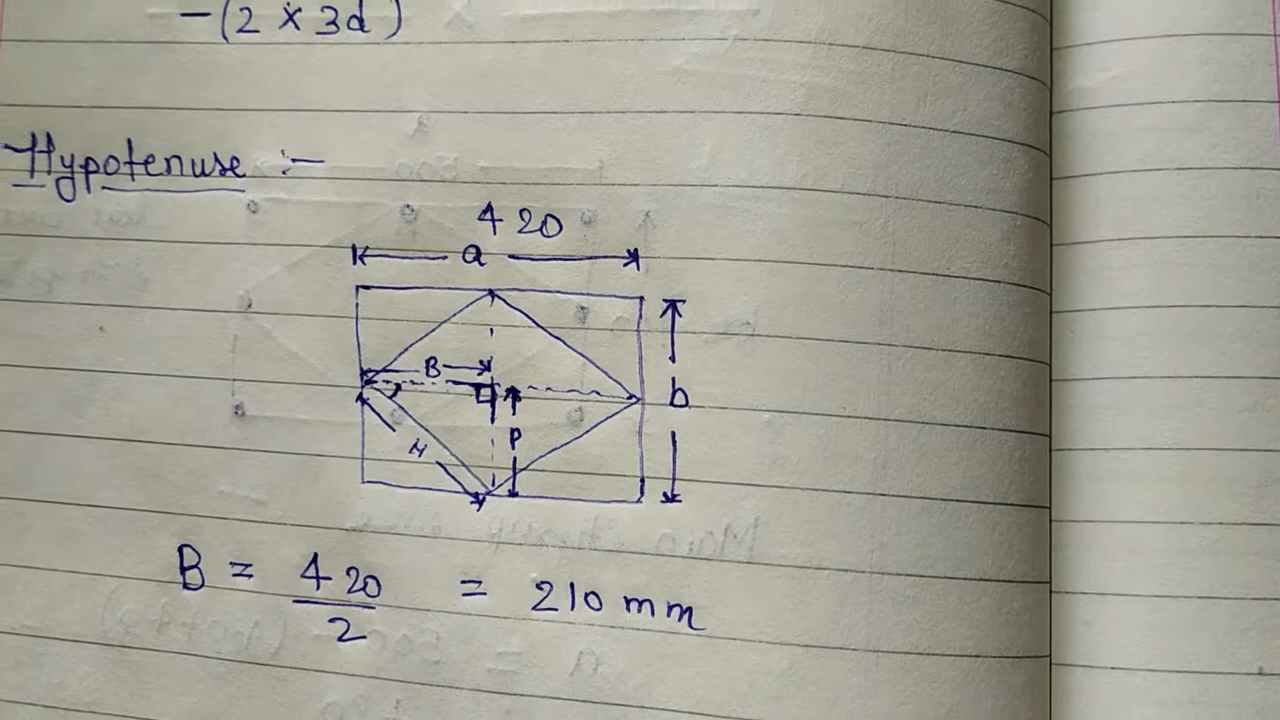 -(2 × 3d)
Hypotenuse :-
420
a
B
b
P
H
B = 420/2 = 210 mm